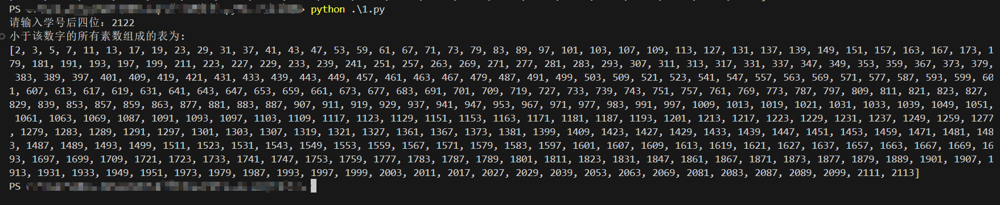 PS python .\1.py
请输入学号后四位：2122
小于该数字的所有素数组成的表为:
[2, 3, 5, 7, 11, 13, 17, 19, 23, 29, 31, 37, 41, 43, 47, 53, 59, 61, 67, 71, 73, 79, 83, 89, 97, 101, 103, 107, 109, 113, 127, 131, 137, 139, 149, 151, 157, 163, 167, 173, 1
79, 181, 191, 193, 197, 199, 211, 223, 227, 229, 233, 239, 241, 251, 257, 263, 269, 271, 277, 281, 283, 293, 307, 311, 313, 317, 331, 337, 347, 349, 353, 359, 367, 373, 379,
383, 389, 397, 401, 409, 419, 421, 431, 433, 439, 443, 449, 457, 461, 463, 467, 479, 487, 491, 499, 503, 509, 521, 523, 541, 547, 557, 563, 569, 571, 577, 587, 593, 599, 60
1, 607, 613, 617, 619, 631, 641, 643, 647, 653, 659, 661, 673, 677, 683, 691, 701, 709, 719, 727, 733, 739, 743, 751, 757, 761, 769, 773, 787, 797, 809, 811, 821, 823, 827,
829, 839, 853, 857, 859, 863, 877, 881, 883, 887, 907, 911, 919, 929, 937, 941, 947, 953, 967, 971, 977, 983, 991, 997, 1009, 1013, 1019, 1021, 1031, 1033, 1039, 1049, 1051,
1061, 1063, 1069, 1087, 1091, 1093, 1097, 1103, 1109, 1117, 1123, 1129, 1151, 1153, 1163, 1171, 1181, 1187, 1193, 1201, 1213, 1217, 1223, 1229, 1231, 1237, 1249, 1259, 1277
, 1279, 1283, 1289, 1291, 1297, 1301, 1303, 1307, 1319, 1321, 1327, 1361, 1367, 1373, 1381, 1399, 1409, 1423, 1427, 1429, 1433, 1439, 1447, 1451, 1453, 1459, 1471, 1481, 148
3, 1487, 1489, 1493, 1499, 1511, 1523, 1531, 1543, 1549, 1553, 1559, 1567, 1571, 1579, 1583, 1597, 1601, 1607, 1609, 1613, 1619, 1621, 1627, 1637, 1657, 1663, 1667, 1669, 16
93, 1697, 1699, 1709, 1721, 1723, 1733, 1741, 1747, 1753, 1759, 1777, 1783, 1787, 1789, 1801, 1811, 1823, 1831, 1847, 1861, 1867, 1871, 1873, 1877, 1879, 1889, 1901, 1907, 1
913, 1931, 1933, 1949, 1951, 1973, 1979, 1987, 1993, 1997, 1999, 2003, 2011, 2017, 2027, 2029, 2039, 2053, 2063, 2069, 2081, 2083, 2087, 2089, 2099, 2111, 2113]
PS